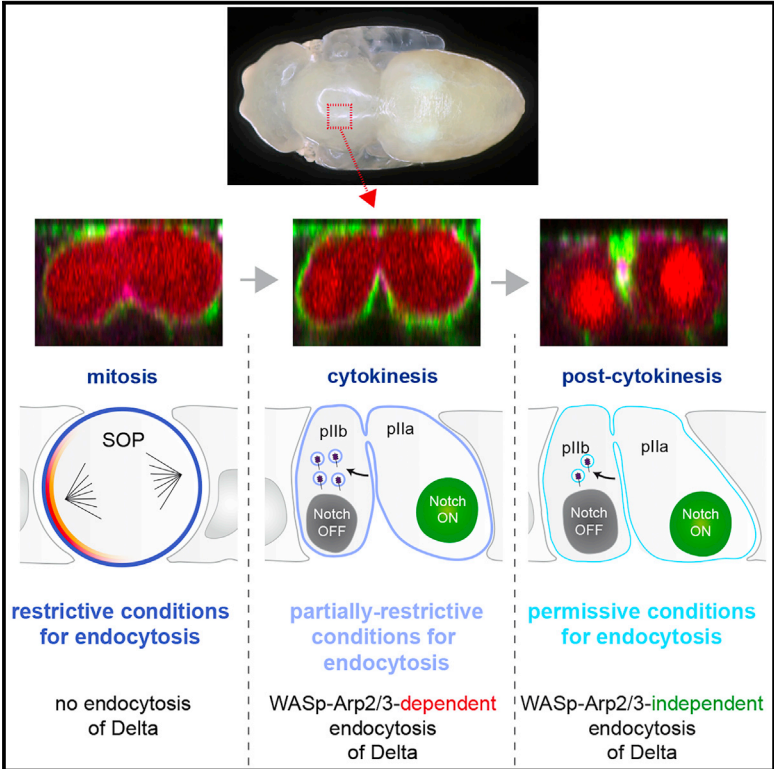 mitosis
cytokinesis
post-cytokinesis
SOP
pIIb
pIIa
Notch
OFF
Notch
ON
pIIb
pIIa
Notch
OFF
Notch
ON
restrictive conditions
for endocytosis
partially-restrictive
conditions for
endocytosis
permissive conditions
for endocytosis
no endocytosis
of Delta
WASp-Arp2/3-dependent
endocytosis
of Delta
WASp-Arp2/3-independent
endocytosis
of Delta